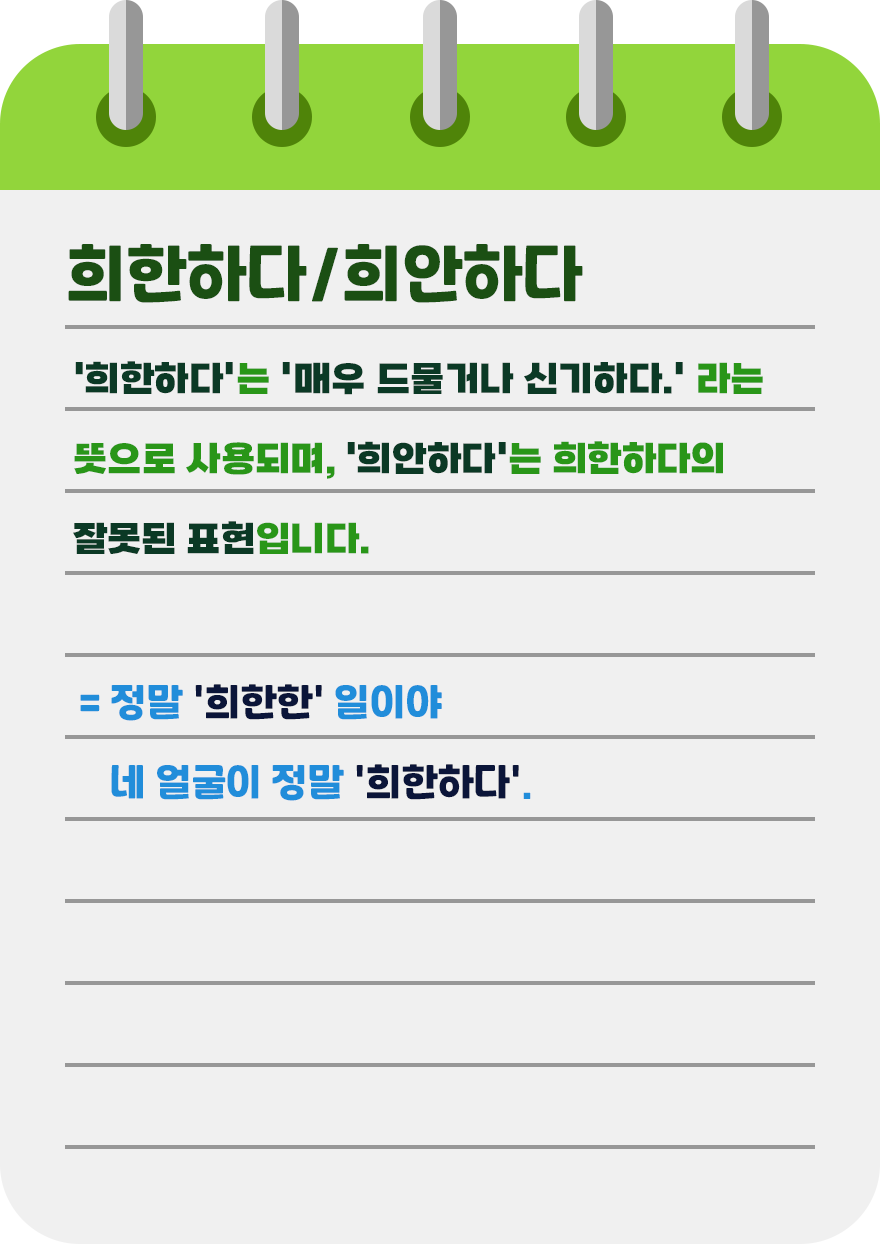 희한하다/희안하다
'희한하다'는 '매우 드물거나 신기하다.' 라는
뜻으로 사용되며, '희안하다'는 희한하다의
잘못된 표현입니다.
= 정말 '희한한' 일이야
네 얼굴이 정말 '희한하다'.